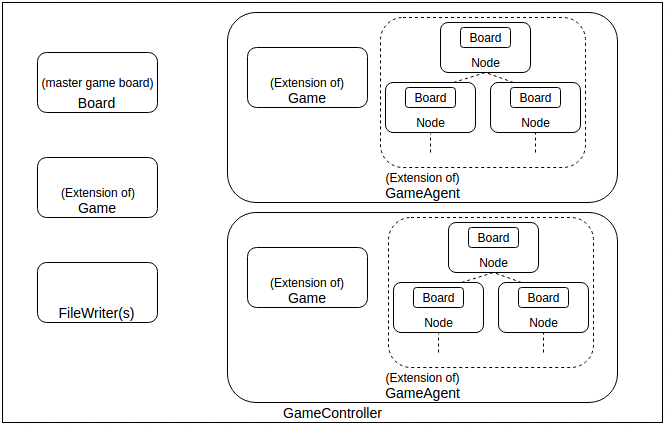 (master game board)
Board
(Extension of)
Game
FileWriter(s)
(Extension of)
Game
Board
Node
Board
Node
Board
Node
(Extension of)
GameAgent
(Extension of)
Game
Board
Node
Board
Node
Board
Node
(Extension of)
GameAgent
GameController